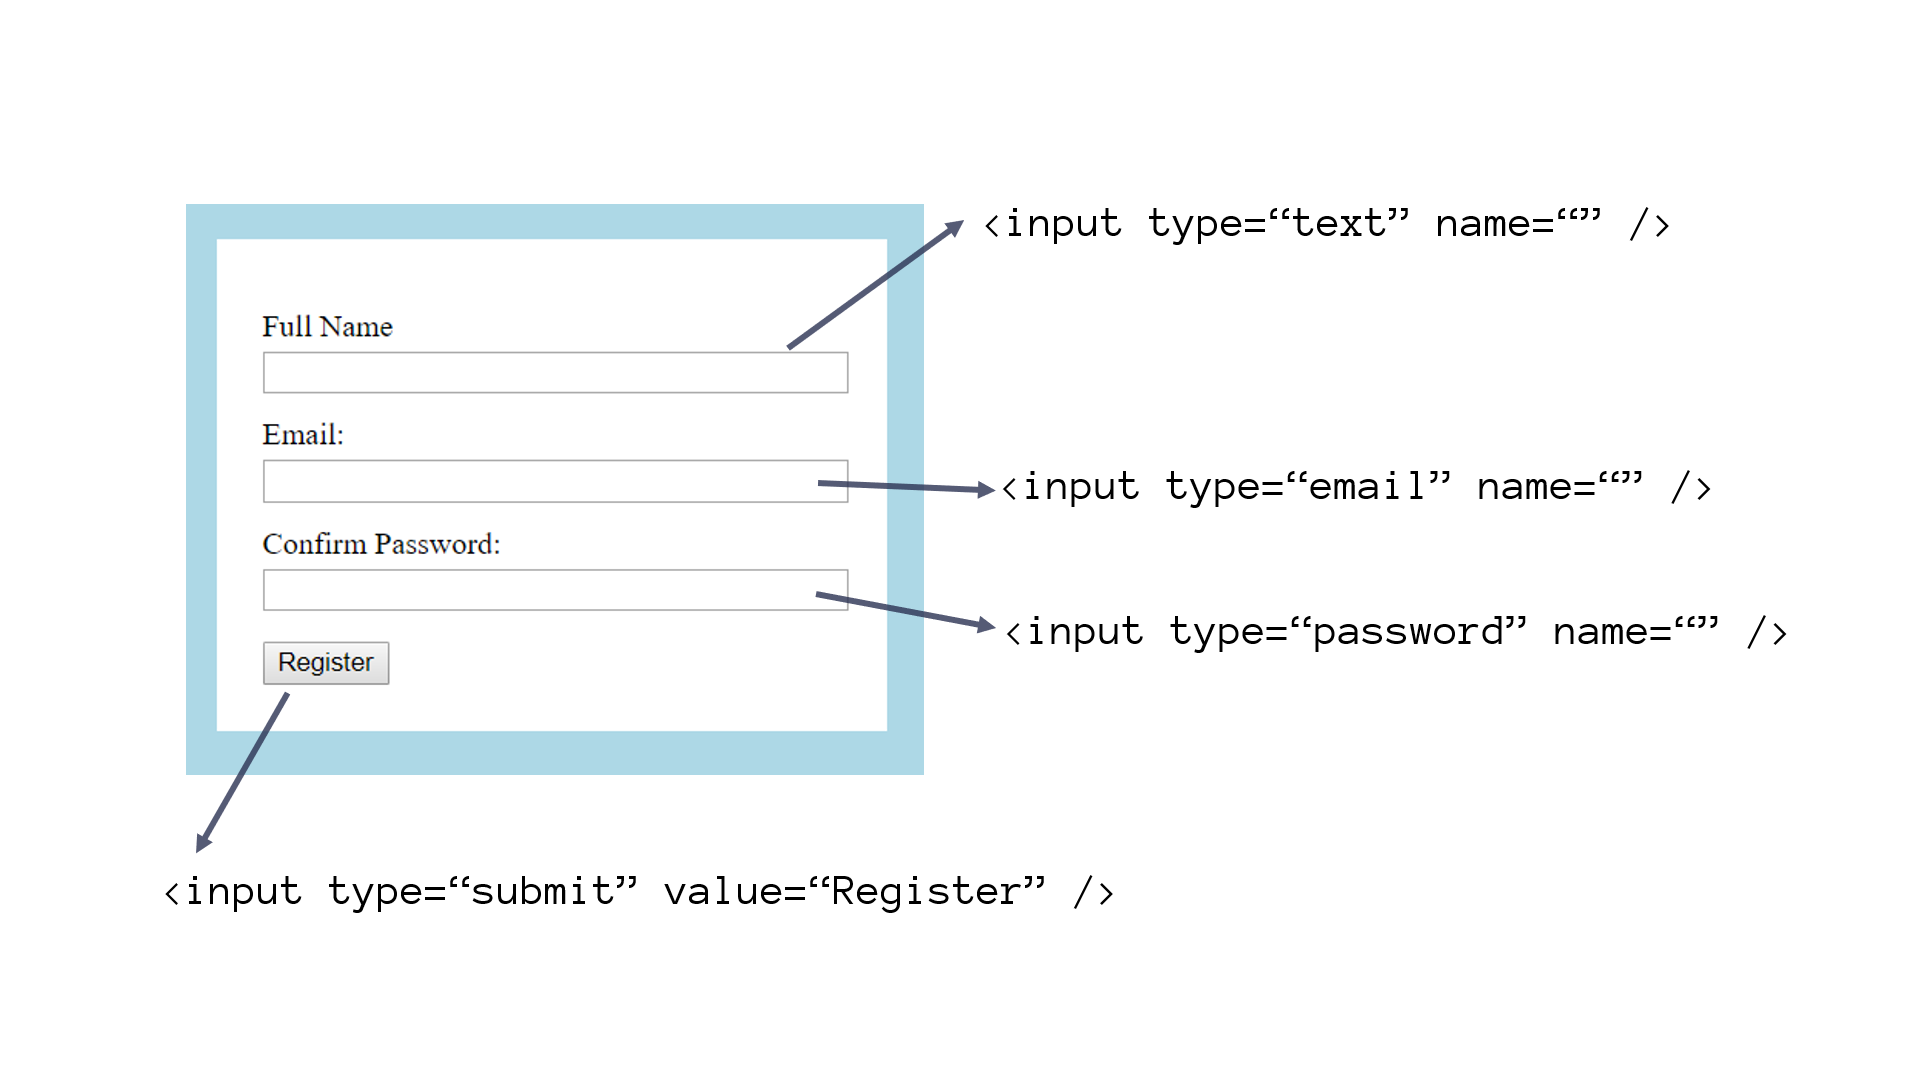 <input type=“text” name=“” />
Full Name
Email:
<input type=“email” name=“” />
Confirm Password:
<input type=“password” name=“” />
Register
<input type=“submit” value=“Register” />